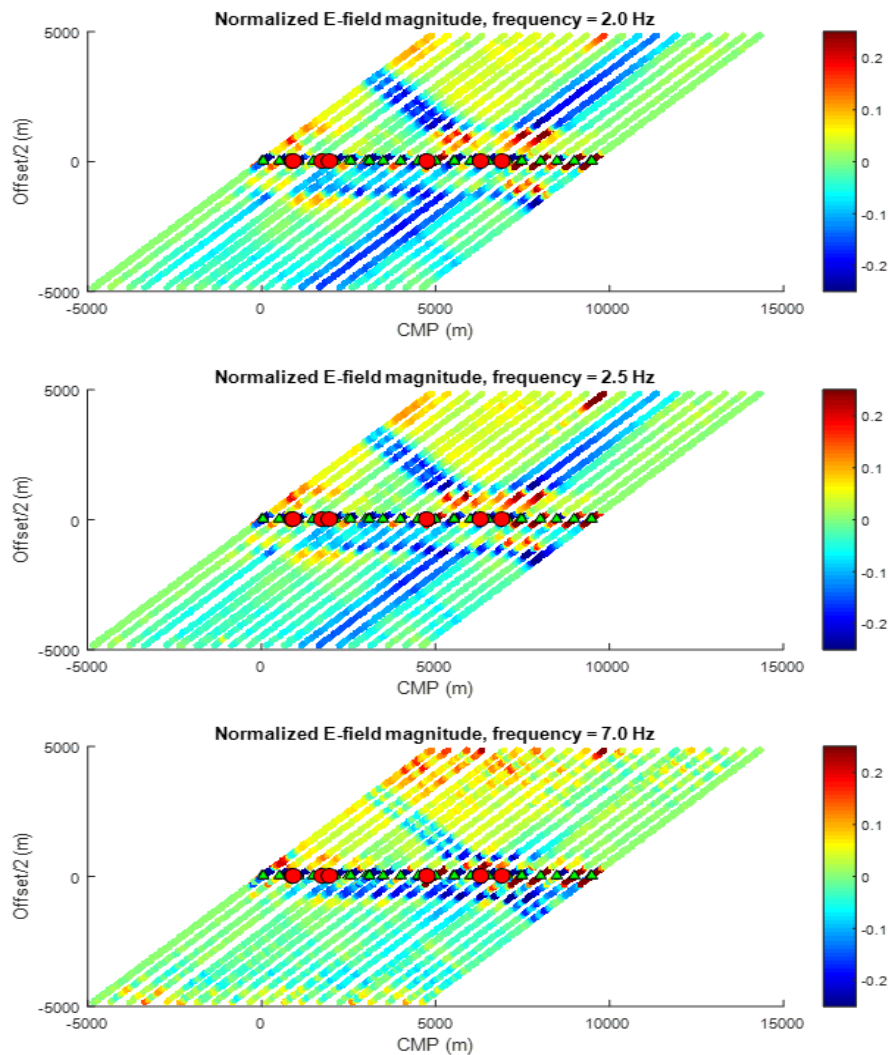 Normalized E-field magnitude, frequency = 2.0 Hz
5000
0
-5000
Offset/2 (m)
-5000 0 5000 10000 15000
CMP (m)
0.2
0.1
0
-0.1
-0.2
Normalized E-field magnitude, frequency = 2.5 Hz
5000
0
-5000
Offset/2 (m)
-5000 0 5000 10000 15000
CMP (m)
0.2
0.1
0
-0.1
-0.2
Normalized E-field magnitude, frequency = 7.0 Hz
5000
0
-5000
Offset/2 (m)
-5000 0 5000 10000 15000
CMP (m)
0.2
0.1
0
-0.1
-0.2